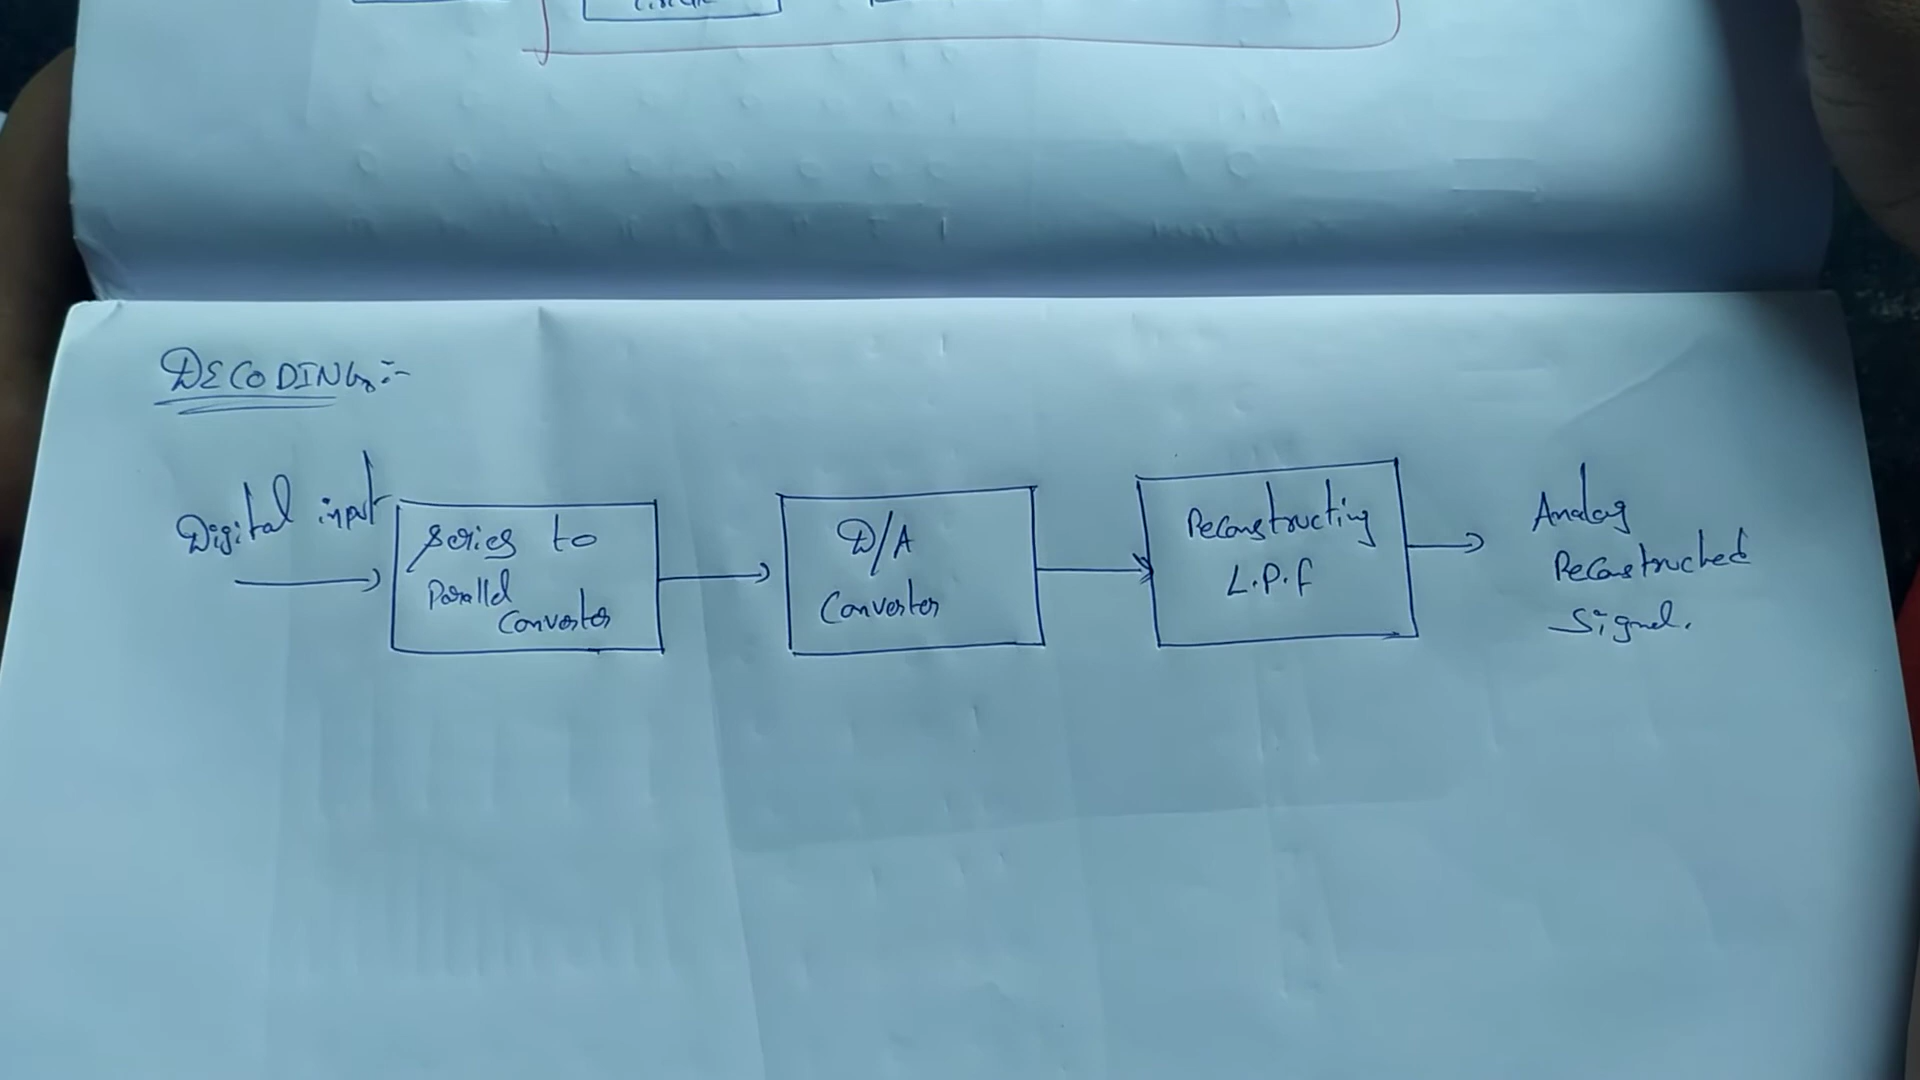 DECODING:-
Digital input
Series to
Parallel
Converter
D/A
Converter
Reconstructing
L.P.f
Analog
Reconstructed
Signal.